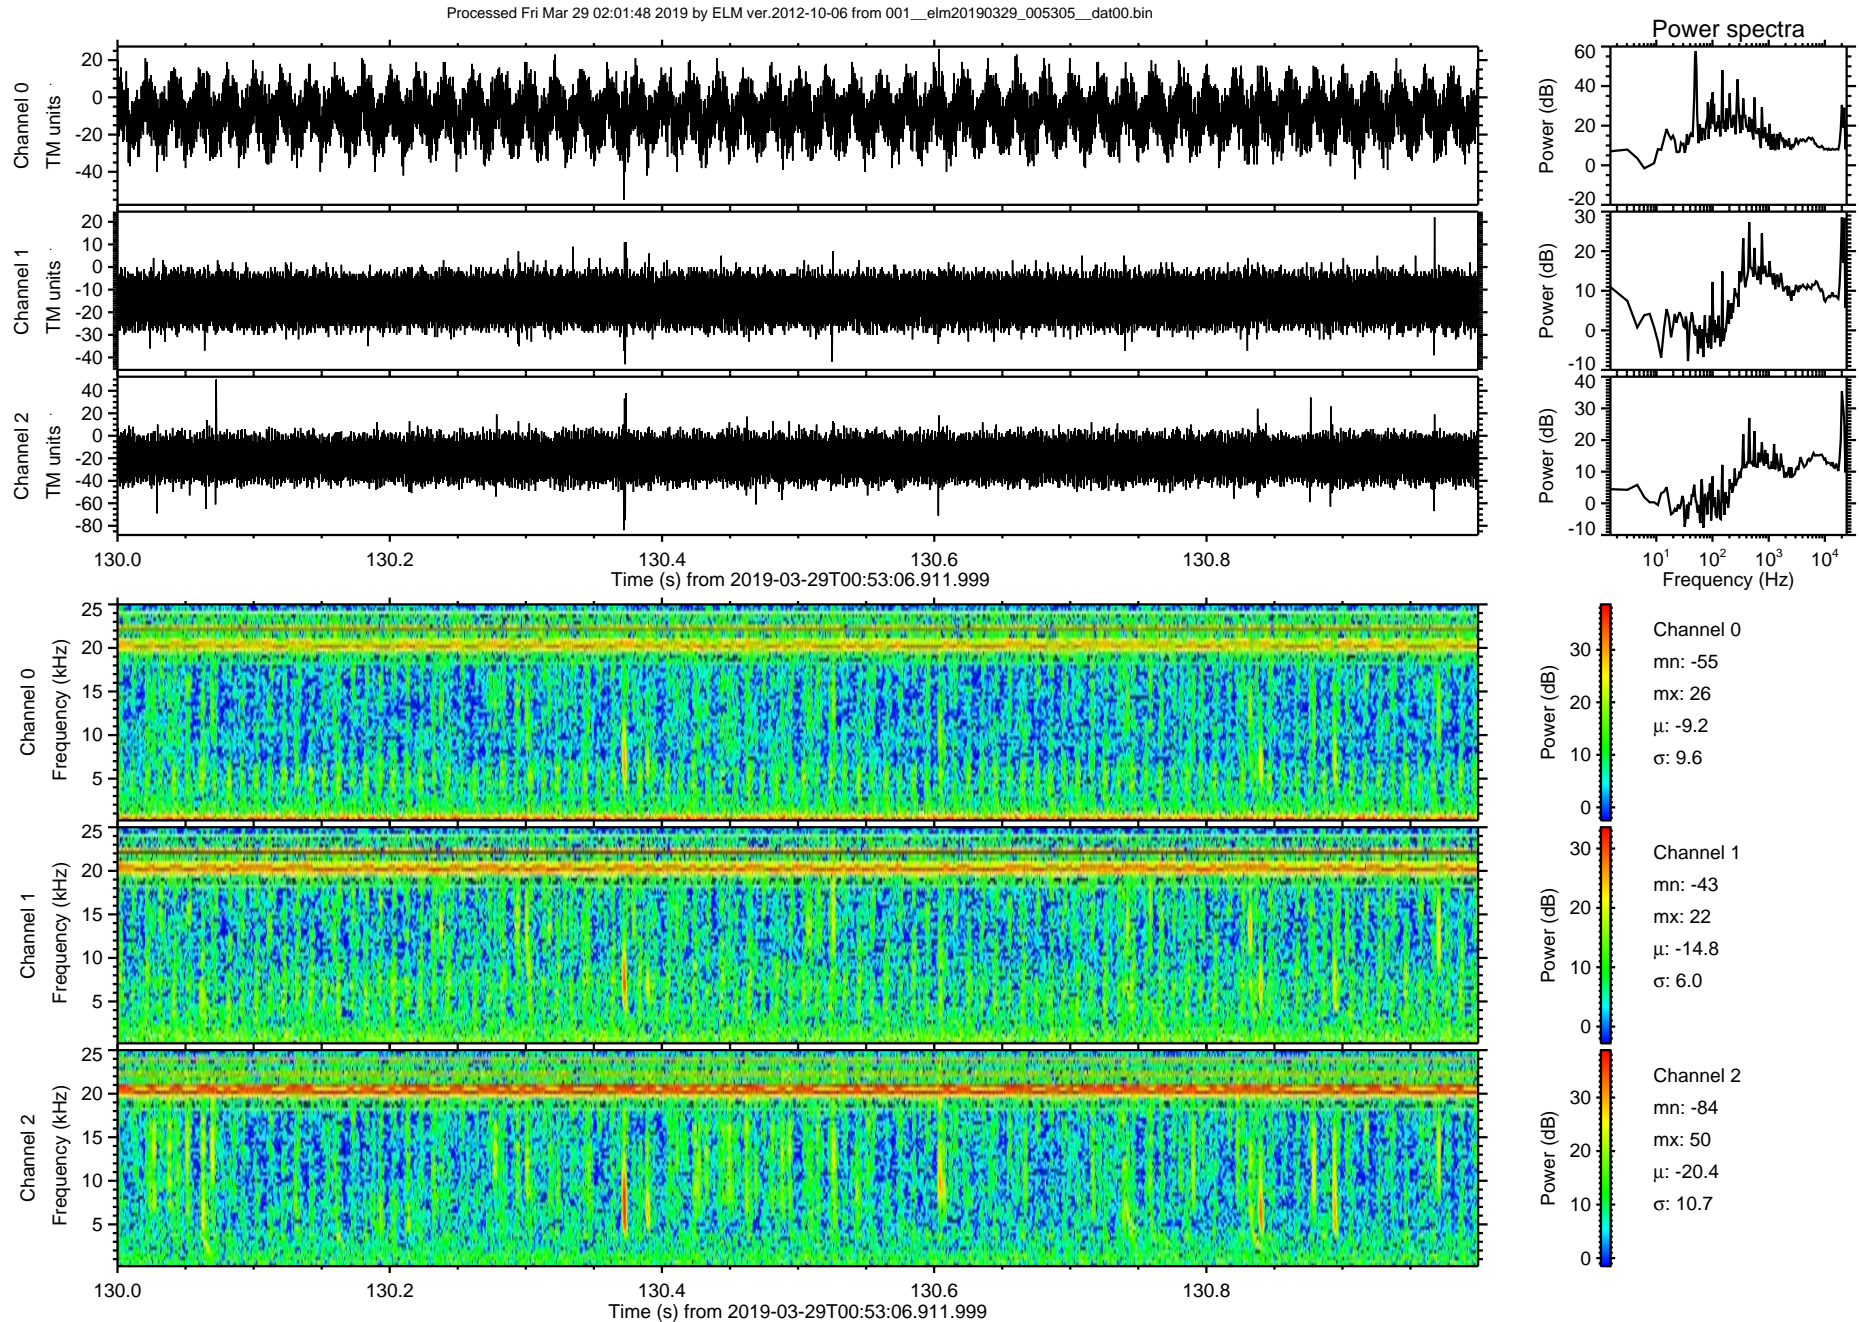 Processed Fri Mar 29 02:01:48 2019 by ELM ver.2012-10-06 from 001__elm20190329_005305__dat00.bin
Power spectra
Channel 0
TM units
20
0
-20
-40
Power (dB)
60
40
20
0
-20
Channel 1
TM units
20
10
0
-10
-20
-30
-40
Power (dB)
30
20
10
0
-10
Channel 2
TM units
40
20
0
-20
-40
-60
-80
Power (dB)
40
30
20
10
0
-10
130.0 130.2 130.4 130.6 130.8
Time (s) from 2019-03-29T00:53:06.911.999
10^1 10^2 10^3 10^4
Frequency (Hz)
Channel 0
Frequency (kHz)
25
20
15
10
5
Power (dB)
30
20
10
0
Channel 0
mn: -55
mx: 26
μ: -9.2
σ: 9.6
Channel 1
Frequency (kHz)
25
20
15
10
5
Power (dB)
30
20
10
0
Channel 1
mn: -43
mx: 22
μ: -14.8
σ: 6.0
Channel 2
Frequency (kHz)
25
20
15
10
5
Power (dB)
30
20
10
0
Channel 2
mn: -84
mx: 50
μ: -20.4
σ: 10.7
130.0 130.2 130.4 130.6 130.8
Time (s) from 2019-03-29T00:53:06.911.999